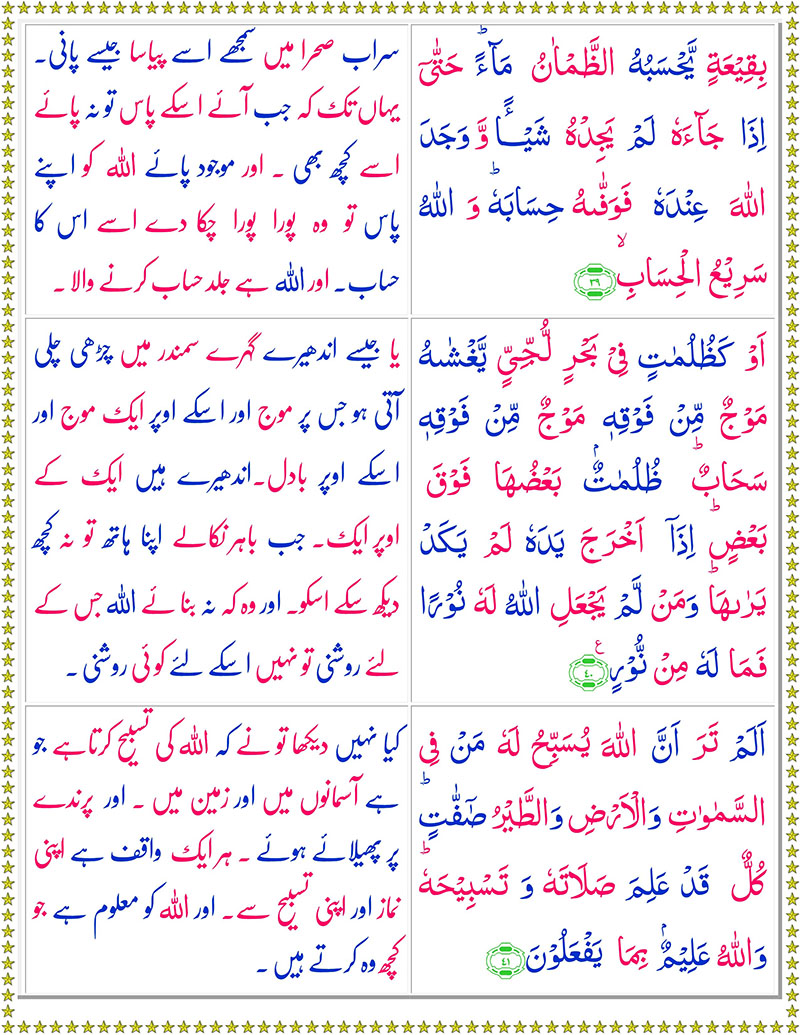 بِقِيْعَةٍ يَّحْسَبُهُ الظَّمْاٰنُ مَآءً ؕ حَتّٰۤى
اِذَا جَآءَهٗ لَمْ يَجِدْهُ شَيْـًٔا وَّ وَجَدَ
اللّٰهَ عِنْدَهٗ فَوَفّٰٮهُ حِسَابَهٗ ؕ وَ اللّٰهُ
سَرِيْعُ الْحِسَابِ ۙ ﴿۳۹﴾
سراب صحرا میں سمجھے اسے پیاسا جیسے پانی۔
یہاں تک کہ جب آئے اسکے پاس تو نہ پائے
اسے کچھ بھی ۔ اور موجود پائے اللہ کو اپنے
پاس تو وہ پورا پورا چکا دے اسے اس کا
حساب۔ اور اللہ ہے جلد حساب کرنے والا ۔
اَوْ كَظُلُمٰتٍ فِىْ بَحْرٍ لُّجِّىٍّ يَّغْشٰٮهُ
مَوْجٌ مِّنْ فَوْقِهٖ مَوْجٌ مِّنْ فَوْقِهٖ
سَحَابٌ ؕ ظُلُمٰتٌۢ بَعْضُهَا فَوْقَ
بَعْضٍ ؕ اِذَاۤ اَخْرَجَ يَدَهٗ لَمْ يَكَدْ
يَرٰٮهَا ؕ وَمَنْ لَّمْ يَجْعَلِ اللّٰهُ لَهٗ نُوْرًا
فَمَا لَهٗ مِنْ نُّوْرٍ ﴿۴۰﴾ ع
یا جیسے اندھیرے گہرے سمندر میں چڑھی چلی
آتی ہو جس پر موج اور اسکے اوپر ایک موج اور
اسکے اوپر بادل۔اندھیرے ہیں ایک کے
اوپر ایک۔ جب باہر نکالے اپنا ہاتھ تو نہ کچھ
دیکھ سکے اسکو۔ اور وہ کہ نہ بنائے اللہ جس کے
لئے روشنی تو نہیں اسکے لئے کوئی روشنی ۔
اَلَمْ تَرَ اَنَّ اللّٰهَ يُسَبِّحُ لَهٗ مَنْ فِى
السَّمٰوٰتِ وَالْاَرْضِ وَالطَّيْرُ صٰٓفّٰتٍ ؕ
كُلٌّ قَدْ عَلِمَ صَلَاتَهٗ وَ تَسْبِيْحَهٗ ؕ
وَاللّٰهُ عَلِيْمٌۢ بِمَا يَفْعَلُوْنَ ﴿۴۱﴾
کیا نہیں دیکھا تو نے کہ اللہ کی تسبیح کرتا ہے جو
ہے آسمانوں میں اور زمین میں ۔ اور پرندے
پر پھیلائے ہوئے ۔ ہر ایک واقف ہے اپنی
نماز اور اپنی تسبیح سے۔ اور اللہ کو معلوم ہے جو
کچھ وہ کرتے ہیں ۔